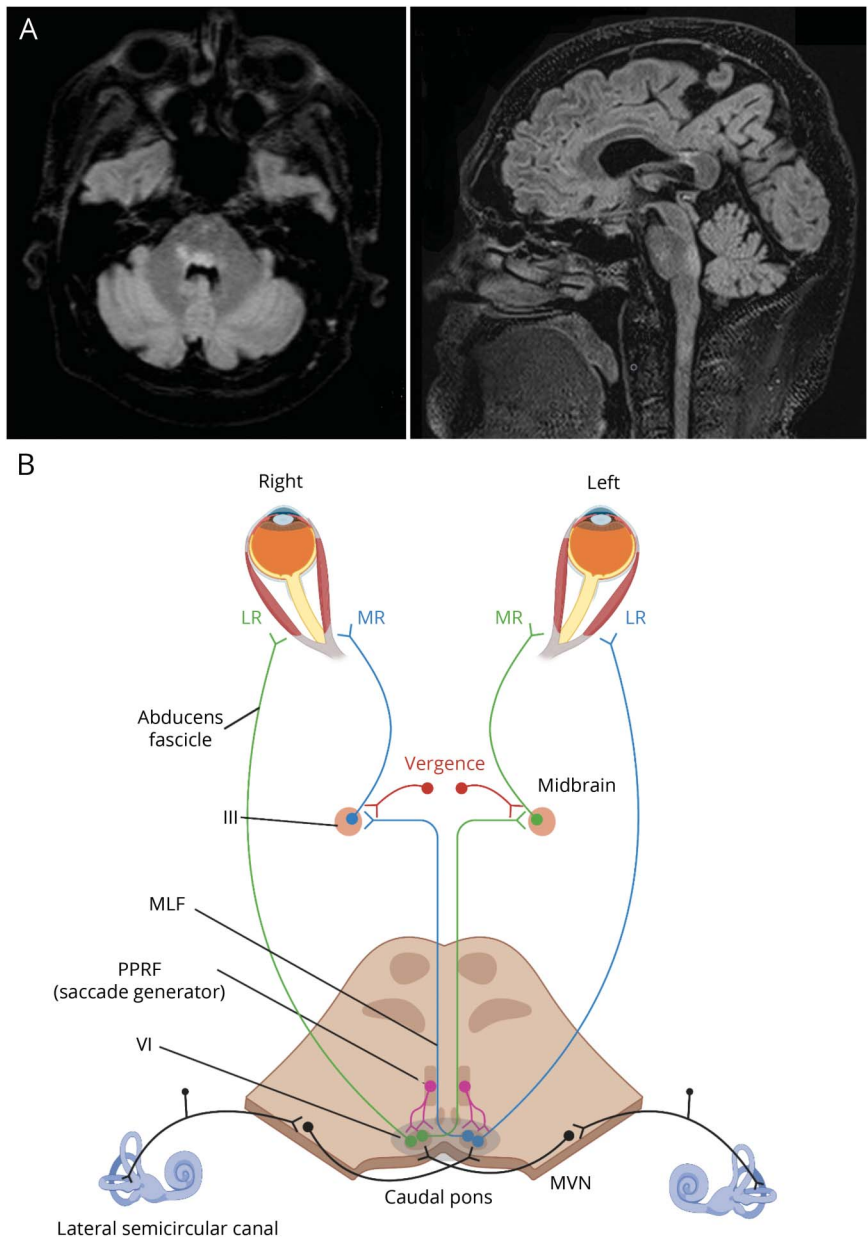 A
B
Right
Left
LR
MR
MR
LR
Abducens
fascicle
Vergence
Midbrain
III
MLF
PPRF
(saccade generator)
VI
Caudal pons
MVN
Lateral semicircular canal